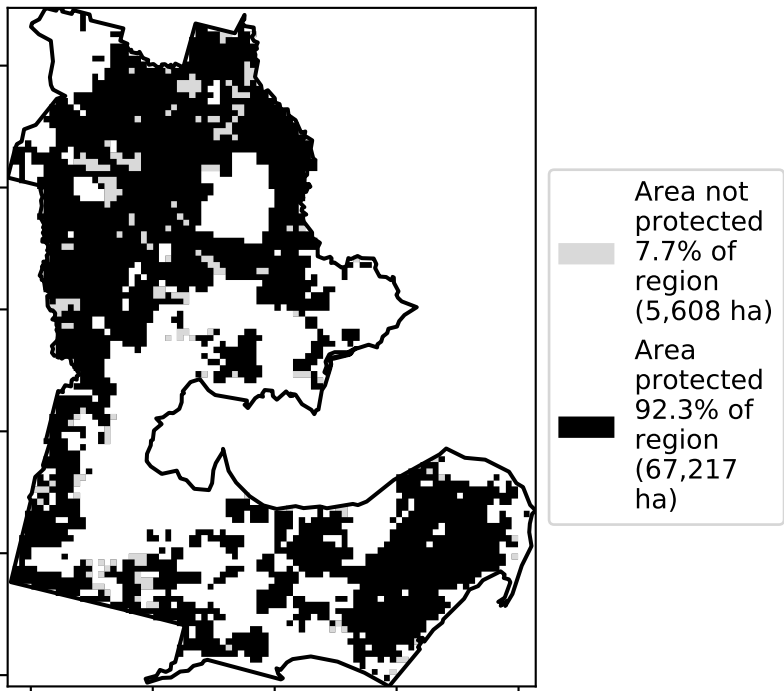 Area not
protected
7.7% of
region
(5,608 ha)
Area
protected
92.3% of
region
(67,217
ha)